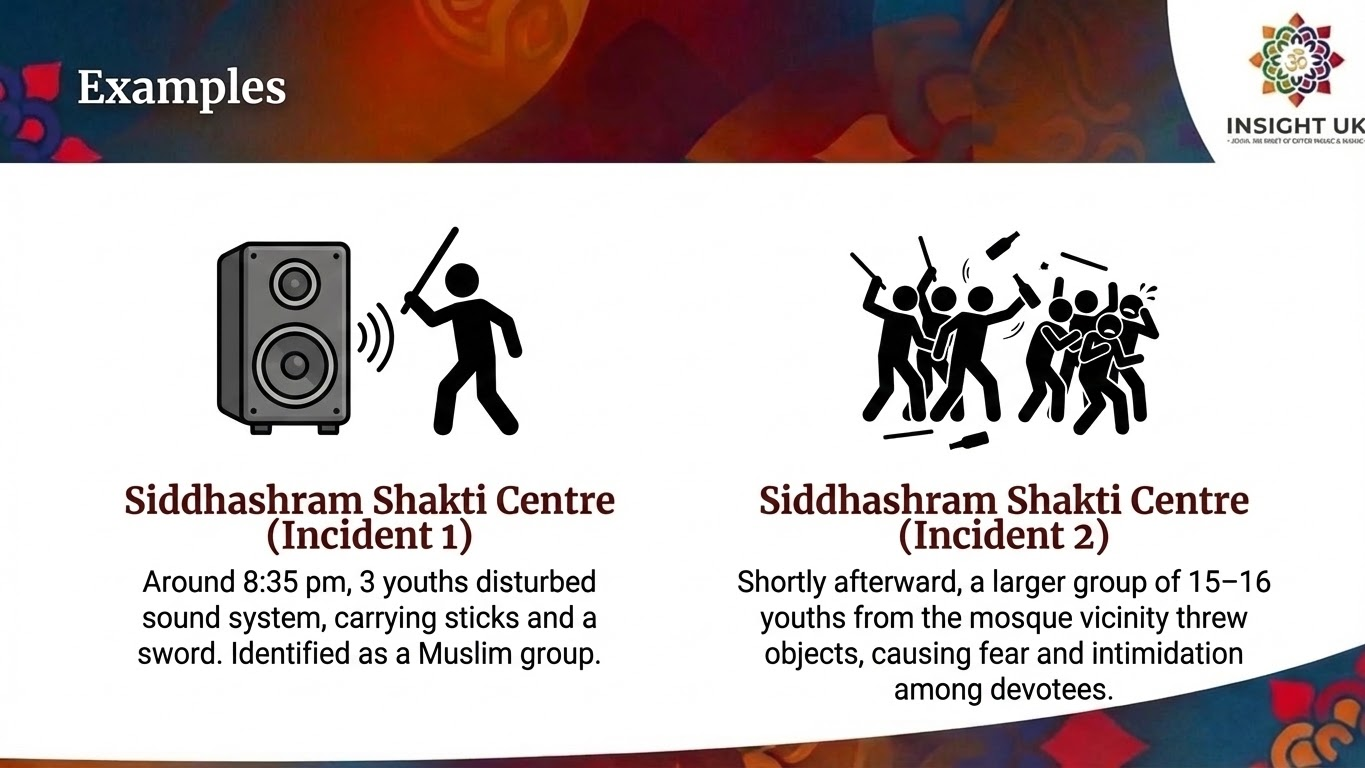 Examples
INSIGHT UK
Siddhashram Shakti Centre
(Incident 1)
Around 8:35 pm, 3 youths disturbed
sound system, carrying sticks and a
sword. Identified as a Muslim group.
Siddhashram Shakti Centre
(Incident 2)
Shortly afterward, a larger group of 15–16
youths from the mosque vicinity threw
objects, causing fear and intimidation
among devotees.